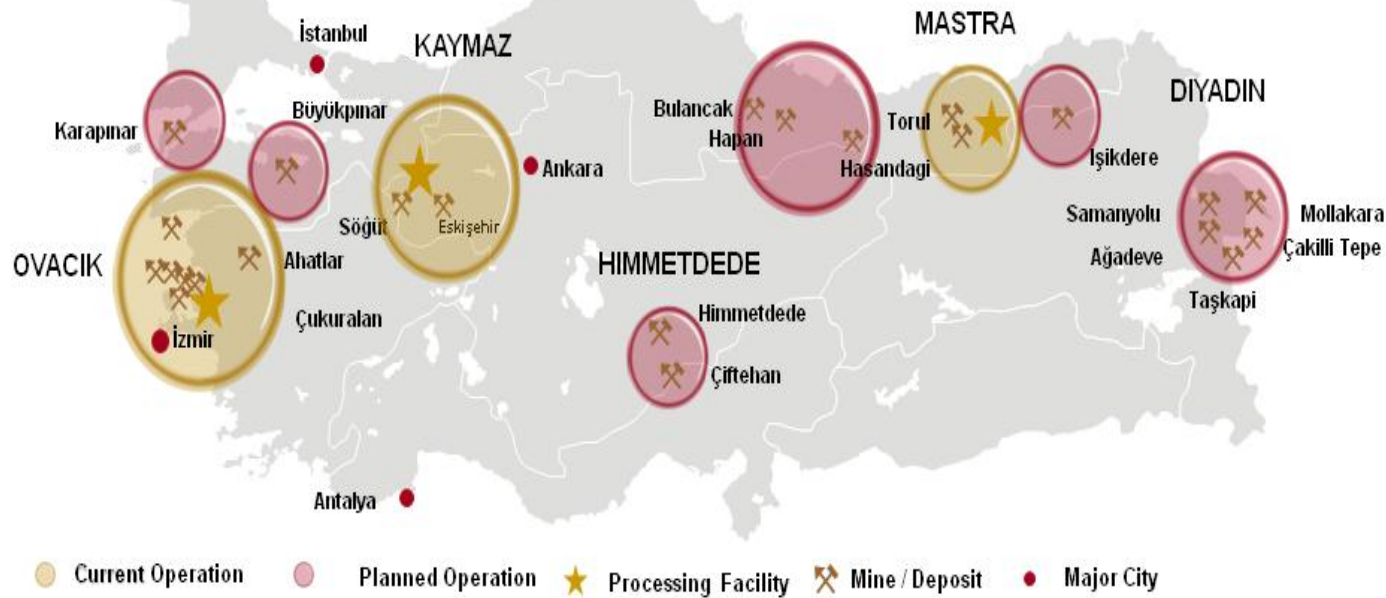 MASTRA
İstanbul
KAYMAZ
DIYADIN
Büyükpınar
Bulancak
Karapınar
Torul
Hapan
Işikdere
Ankara
Hasandagi
Samanyolu
Mollakara
Söğüt
Eskişehir
Çakilli Tepe
Ağadeve
OVACIK
Ahatlar
HIMMETDEDE
Taşkapi
Himmetdede
Çukuralan
İzmir
Çiftehan
Antalya
Current Operation
Planned Operation
Processing Facility
Mine / Deposit
Major City